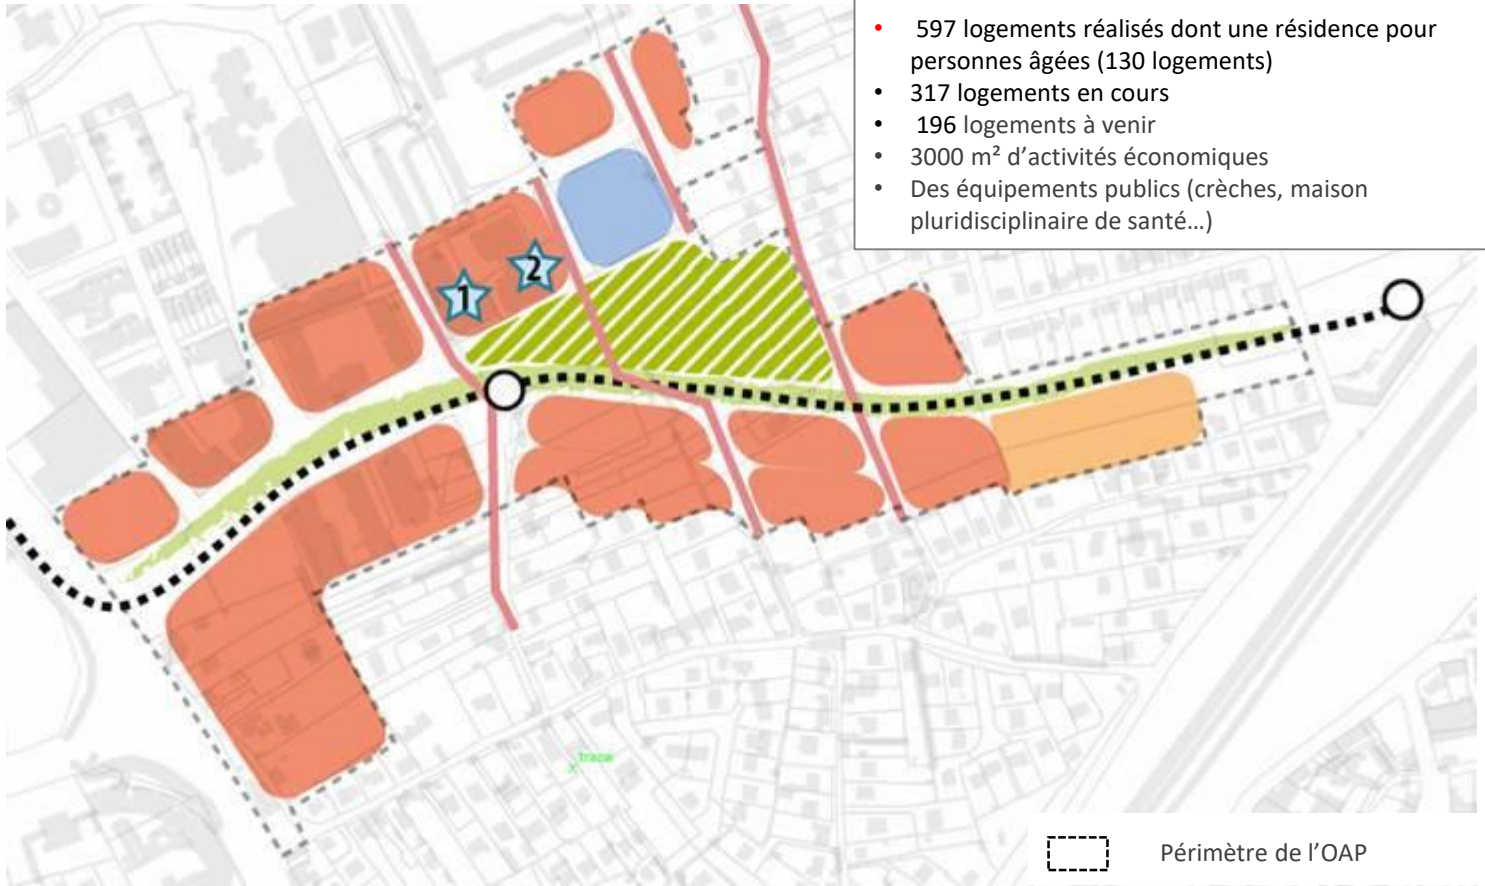 • 597 logements réalisés dont une résidence pour
personnes âgées (130 logements)
• 317 logements en cours
• 196 logements à venir
• 3000 m² d’activités économiques
• Des équipements publics (crèches, maison
pluridisciplinaire de santé…)
2
1
trame
x
Périmètre de l’OAP